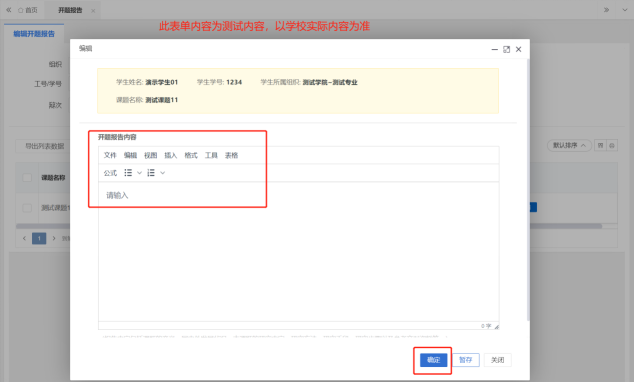 首页
开题报告
此表单内容为测试内容，以学校实际内容为准
编辑开题报告
编辑
组织
学生姓名: 演示学生01 学生学号: 1234 学生所属组织: 测试学院–测试专业
工号/学号
课题名称: 测试课题11
届次
开题报告内容
导出列表数据
默认排序
文件 编辑 视图 插入 格式 工具 表格
公式
课题名称
请输入
测试课题
1
0 字
确定 暂存 关闭